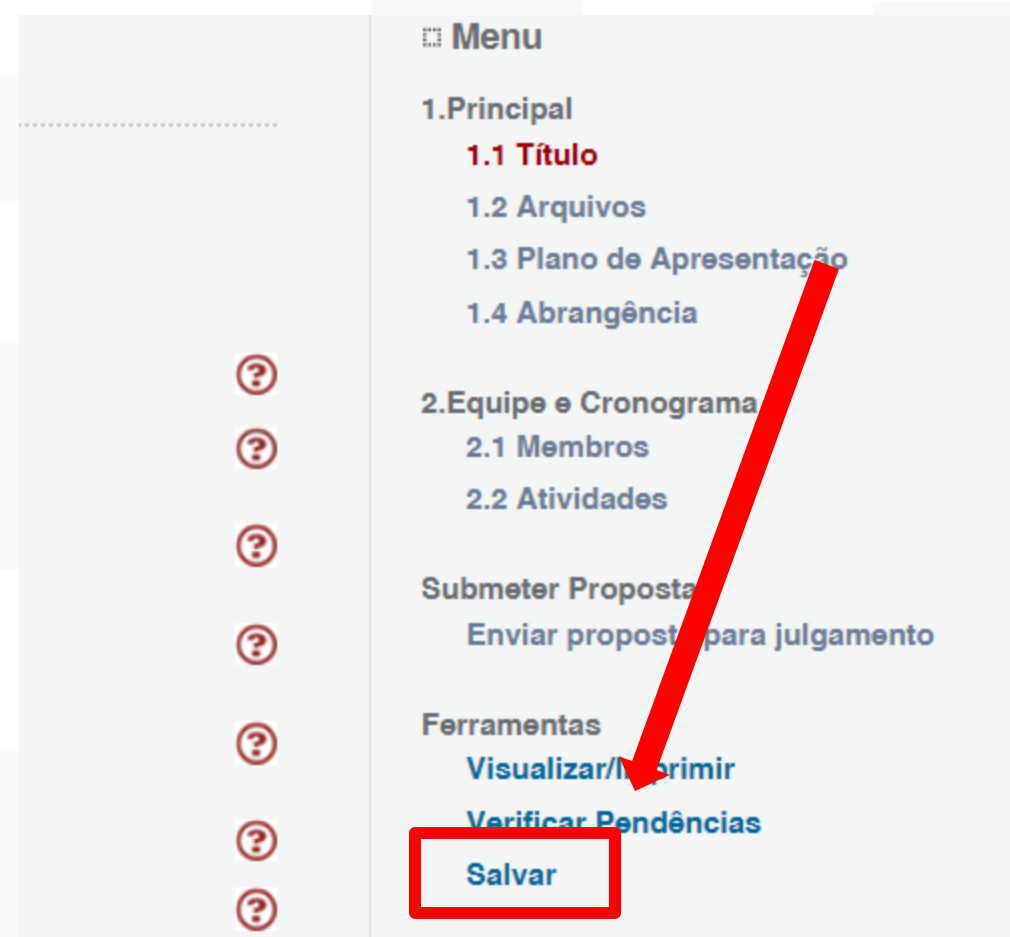 Menu
1.Principal
1.1 Título
1.2 Arquivos
1.3 Plano de Apresentação
1.4 Abrangência
2.Equipe e Cronograma
2.1 Membros
2.2 Atividades
Submeter Proposta
Enviar proposta para julgamento
Ferramentas
Visualizar/Imprimir
Verificar Pendências
Salvar